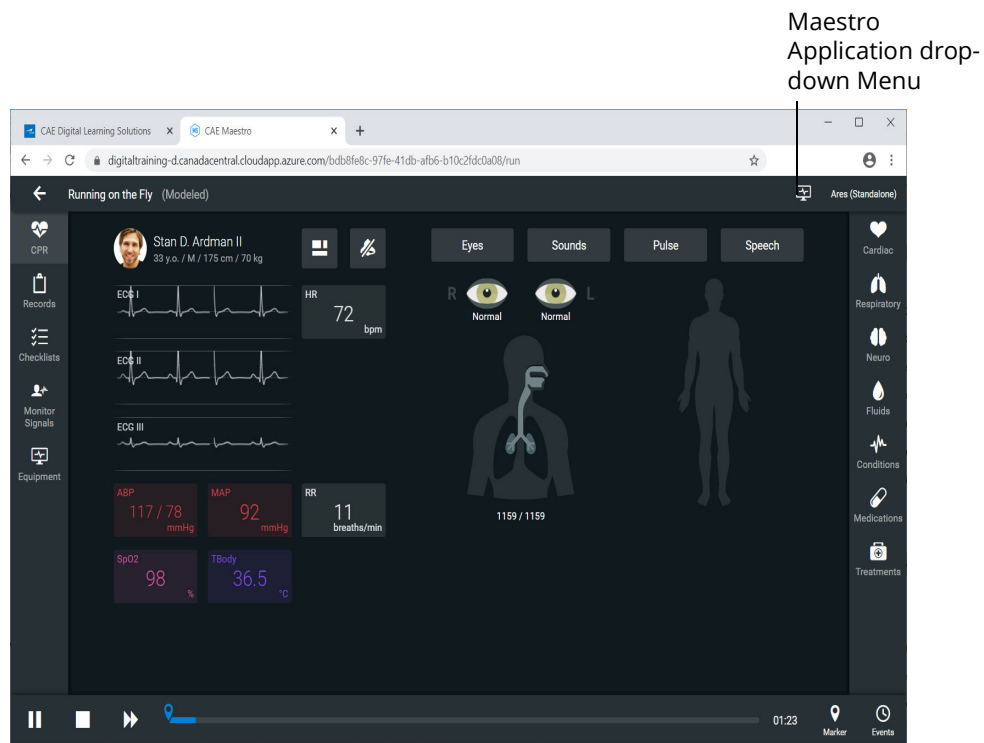 Maestro
Application drop-
down Menu
CAE Digital Learning Solutions
CAE Maestro
digitaltraining-d.canadacentral.cloudapp.azure.com/bdb8fe8c-97fe-41db-afb6-b10c2fdc0a08/run
Running on the Fly (Modeled)
Ares (Standalone)
CPR
Records
Checklists
Monitor
Signals
Equipment
Stan D. Ardman II
33 y.o. / M / 175 cm / 70 kg
ECG I
HR
72
bpm
ECG II
ECG III
ABP
117 / 78
mmHg
MAP
92
mmHg
RR
11
breaths/min
SpO2
98
%
TBody
36.5
°C
Eyes
Sounds
Pulse
Speech
R
L
Normal
Normal
1159 / 1159
Cardiac
Respiratory
Neuro
Fluids
Conditions
Medications
Treatments
01:23
Marker
Events